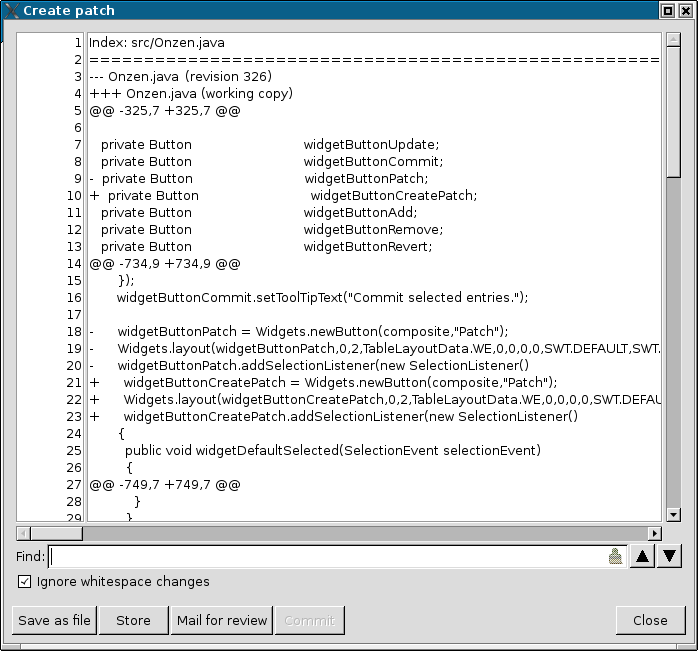 Create patch
1 Index: src/Onzen.java
2 ===================================================================
3 --- Onzen.java (revision 326)
4 +++ Onzen.java (working copy)
5 @@ -325,7 +325,7 @@
6
7 private Button widgetButtonUpdate;
8 private Button widgetButtonCommit;
9 - private Button widgetButtonPatch;
10 + private Button widgetButtonCreatePatch;
11 private Button widgetButtonAdd;
12 private Button widgetButtonRemove;
13 private Button widgetButtonRevert;
14 @@ -734,9 +734,9 @@
15 });
16 widgetButtonCommit.setToolTipText("Commit selected entries.");
17
18 - widgetButtonPatch = Widgets.newButton(composite,"Patch");
19 - Widgets.layout(widgetButtonPatch,0,2,TableLayoutData.WE,0,0,0,0,SWT.DEFAULT,SWT.
20 - widgetButtonPatch.addSelectionListener(new SelectionListener()
21 + widgetButtonCreatePatch = Widgets.newButton(composite,"Patch");
22 + Widgets.layout(widgetButtonCreatePatch,0,2,TableLayoutData.WE,0,0,0,0,SWT.DEFAU
23 + widgetButtonCreatePatch.addSelectionListener(new SelectionListener()
24 {
25 public void widgetDefaultSelected(SelectionEvent selectionEvent)
26 {
27 @@ -749,7 +749,7 @@
28 }
29 }
Find:
Ignore whitespace changes
Save as file Store Mail for review Commit Close